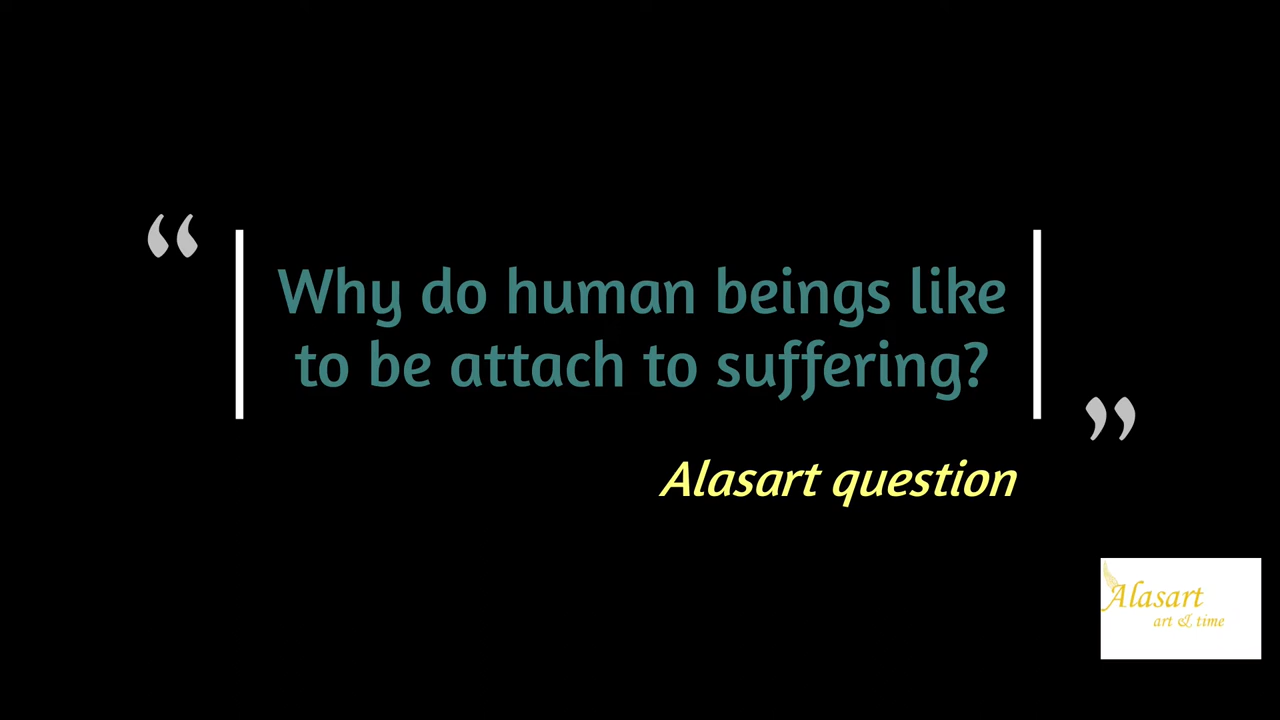 “
Why do human beings like
to be attach to suffering?
”
Alasart question
Alasart
art & time